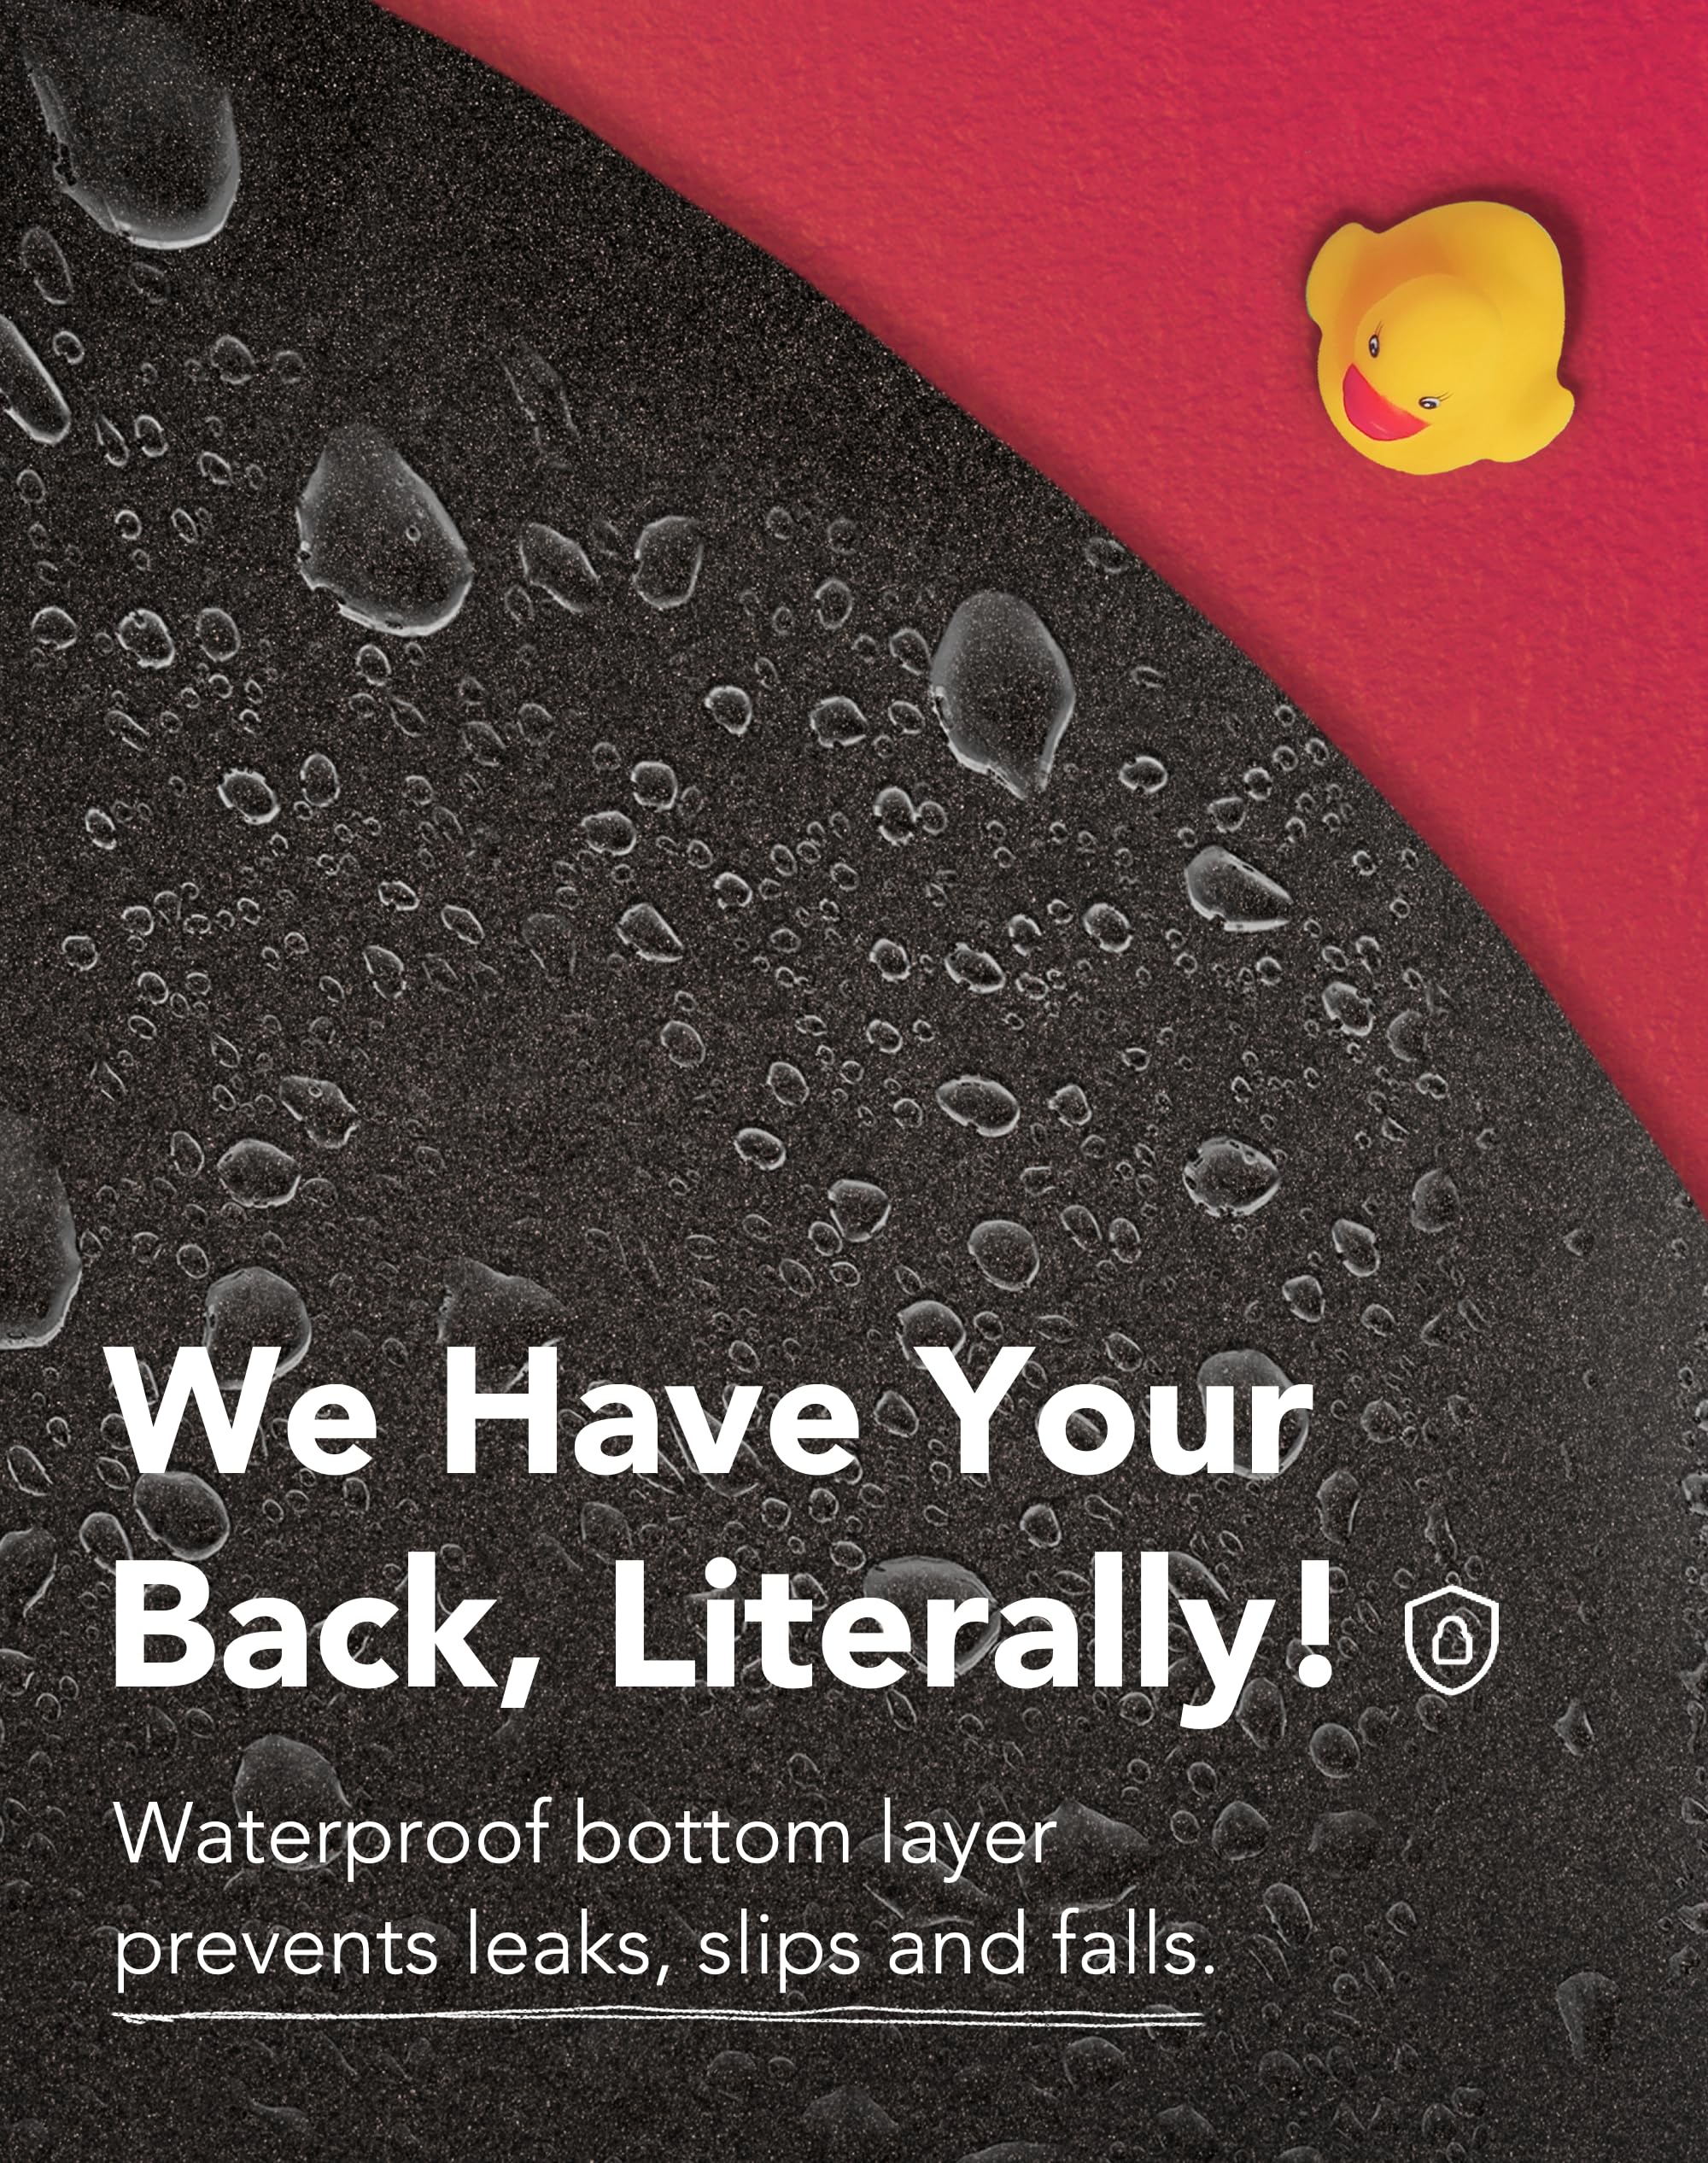 We Have Your
Back, Literally!
Waterproof bottom layer
prevents leaks, slips and falls.